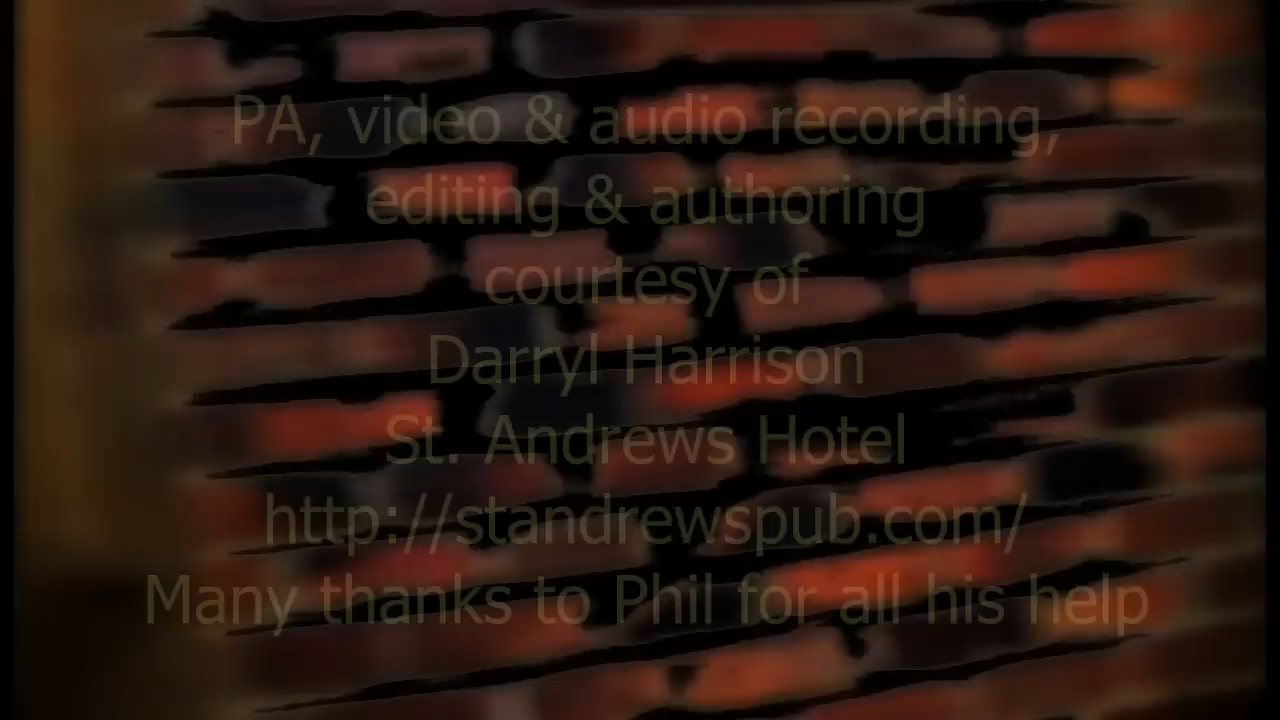 PA, video & audio recording,
editing & authoring
courtesy of
Darryl Harrison
St. Andrews Hotel
http://standrewspub.com/
Many thanks to Phil for all his help